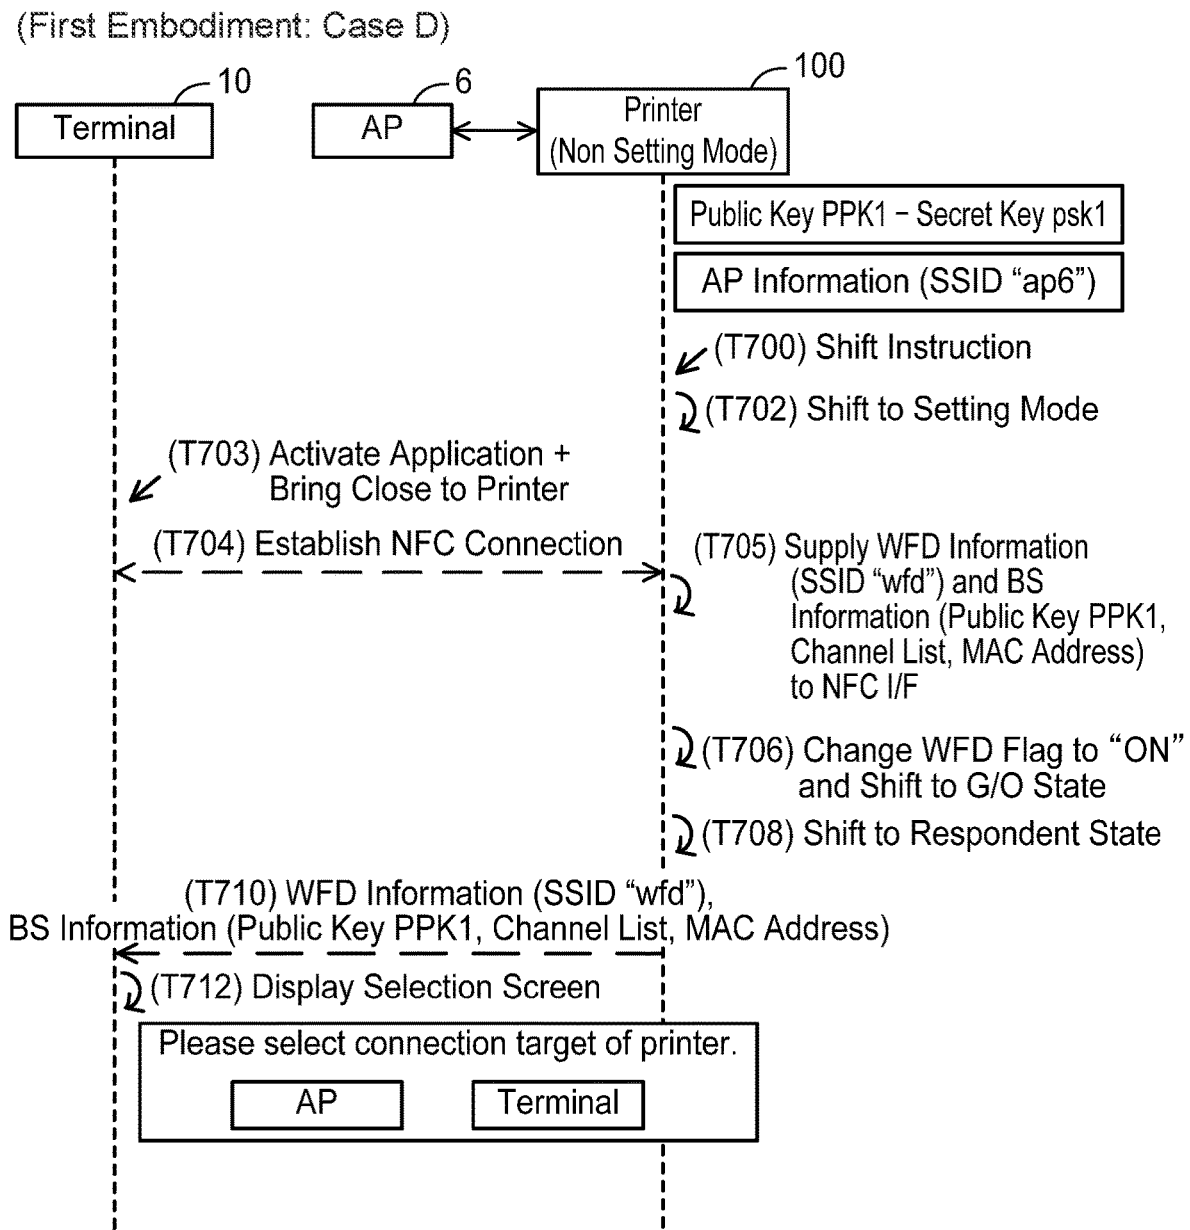 (First Embodiment: Case D)
10
6
100
Terminal
AP
Printer
(Non Setting Mode)
Public Key PPK1 − Secret Key psk1
AP Information (SSID “ap6”)
(T700) Shift Instruction
(T702) Shift to Setting Mode
(T703) Activate Application +
Bring Close to Printer
(T704) Establish NFC Connection
(T705) Supply WFD Information
(SSID “wfd”) and BS
Information (Public Key PPK1,
Channel List, MAC Address)
to NFC I/F
(T706) Change WFD Flag to “ON”
and Shift to G/O State
(T708) Shift to Respondent State
(T710) WFD Information (SSID “wfd”),
BS Information (Public Key PPK1, Channel List, MAC Address)
(T712) Display Selection Screen
Please select connection target of printer.
AP
Terminal